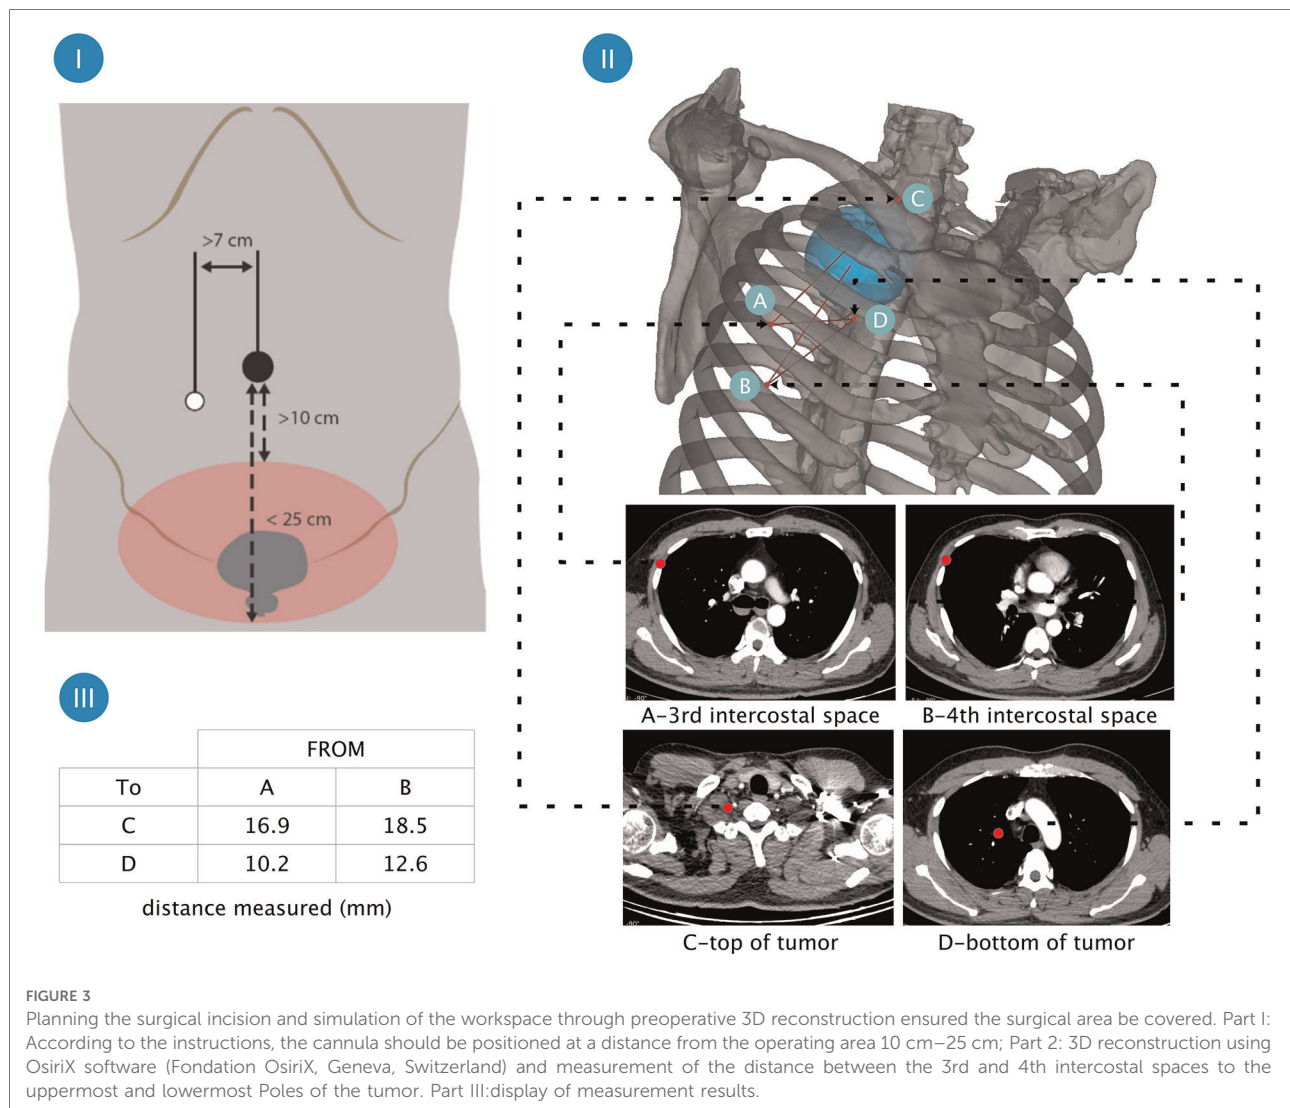 I
>7 cm
>10 cm
< 25 cm
II
C
A
D
B
A–3rd intercostal space
B–4th intercostal space
C–top of tumor
D–bottom of tumor
III
FROM
To A B
C 16.9 18.5
D 10.2 12.6
distance measured (mm)
FIGURE 3
Planning the surgical incision and simulation of the workspace through preoperative 3D reconstruction ensured the surgical area be covered. Part I:
According to the instructions, the cannula should be positioned at a distance from the operating area 10 cm–25 cm; Part 2: 3D reconstruction using
OsiriX software (Fondation OsiriX, Geneva, Switzerland) and measurement of the distance between the 3rd and 4th intercostal spaces to the
uppermost and lowermost Poles of the tumor. Part III:display of measurement results.